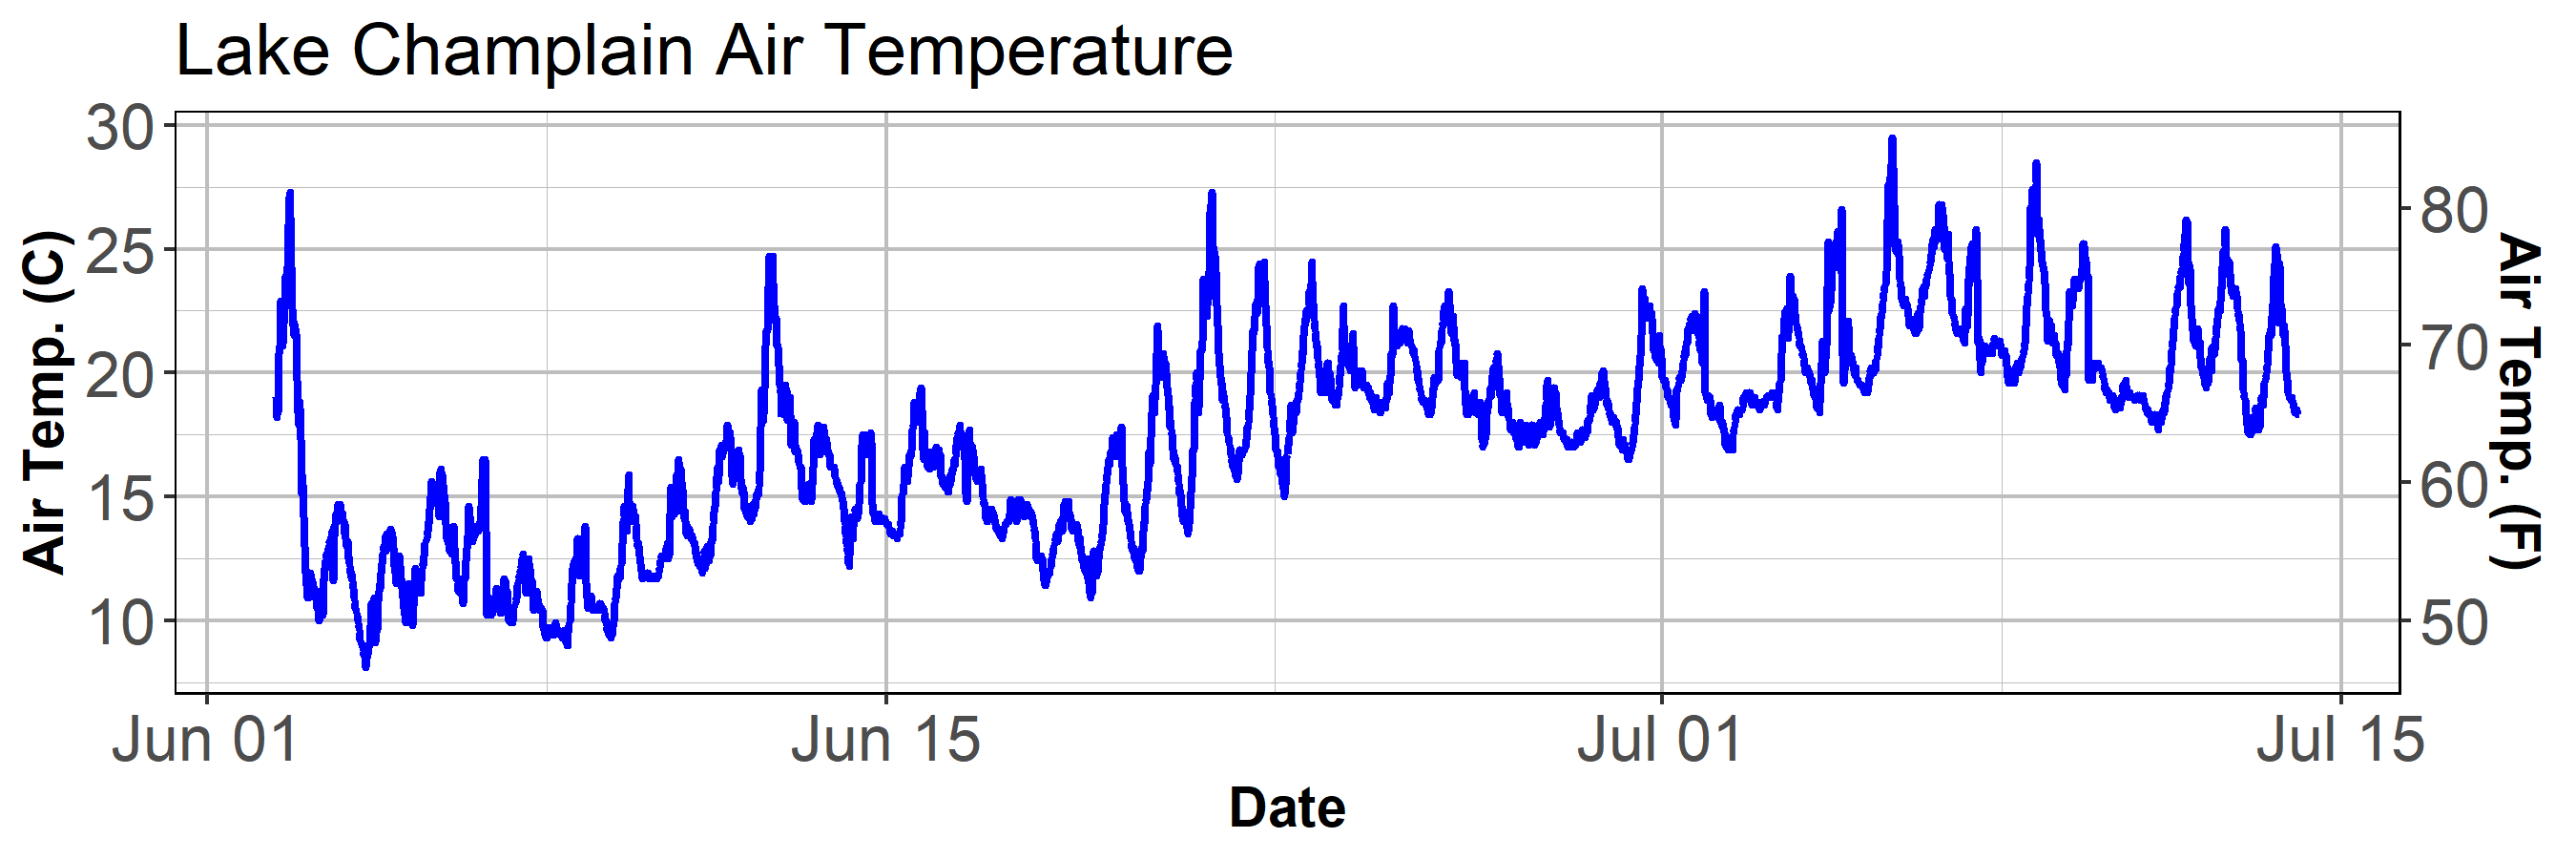 Lake Champlain Air Temperature
30
25
20
15
10
Air Temp. (C)
80
70
60
50
Air Temp. (F)
Jun 01
Jun 15
Jul 01
Jul 15
Date